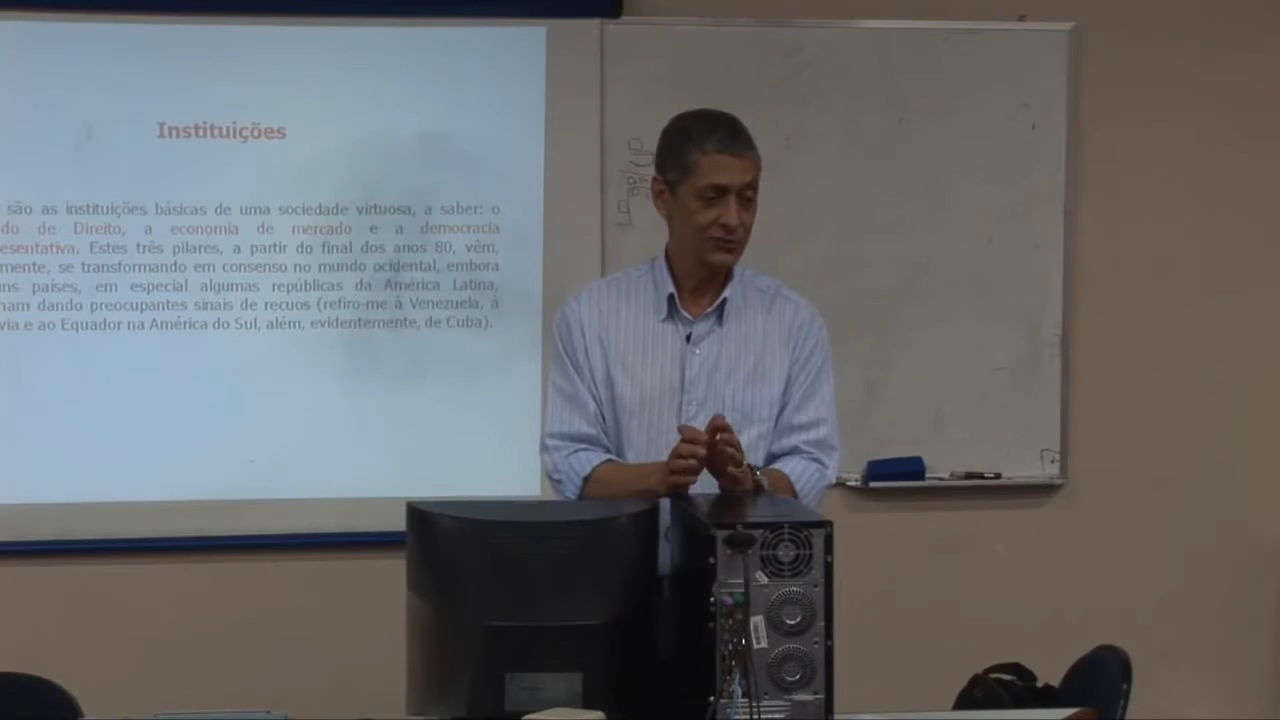 Instituições
são as instituições básicas de uma sociedade virtuosa, a saber: o
do de Direito, a economia de mercado e a democracia
esentativa. Estes três pilares, a partir do final dos anos 80, vêm,
mente, se transformando em consenso no mundo ocidental, embora
ns países, em especial algumas repúblicas da América Latina,
ham dando preocupantes sinais de recuos (refiro-me à Venezuela, à
via e ao Equador na América do Sul, além, evidentemente, de Cuba).